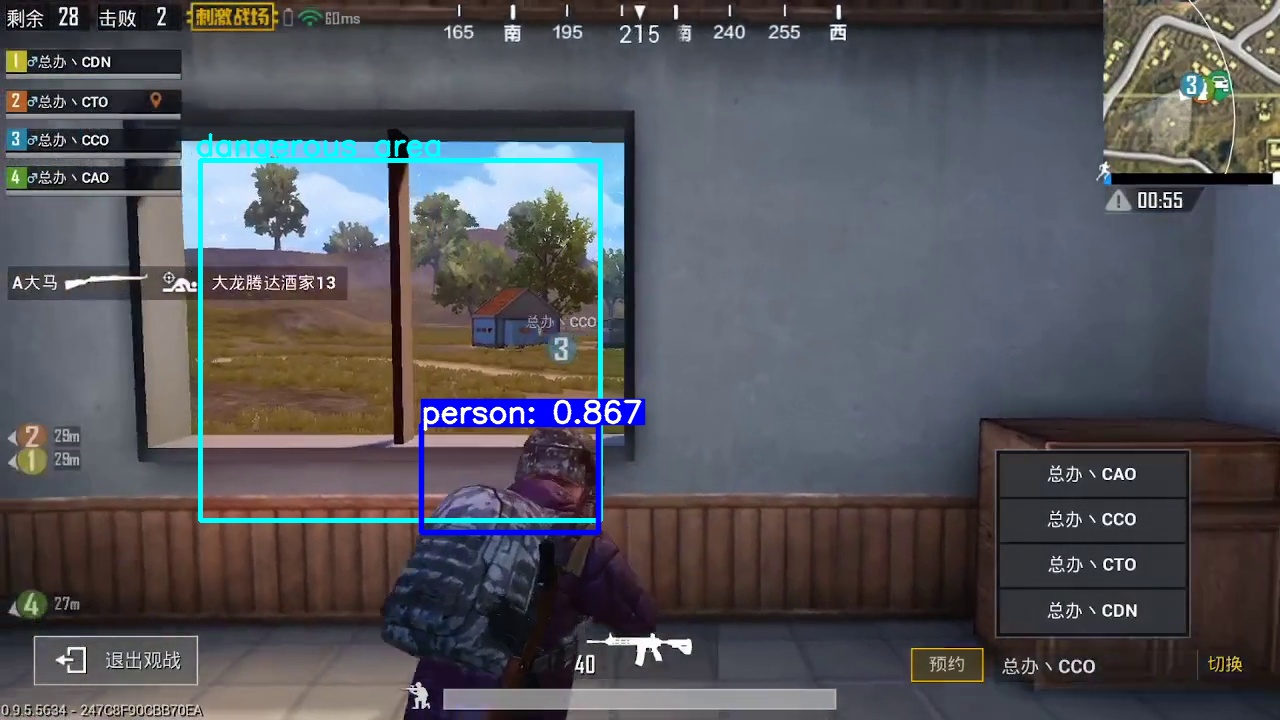 剩余 28 击败 2 刺激战场 60ms
165 南 195 215 南 240 255 西
1 ♂总办丶CDN
2 ♂总办丶CTO
3 ♂总办丶CCO
4 ♂总办丶CAO
3
00:55
dangerous area
A大马 大龙腾达酒家13
总办丶CCO
3
person: 0.867
2 29m
1 29m
4 27m
总办丶CAO
总办丶CCO
总办丶CTO
总办丶CDN
退出观战
40
预约 总办丶CCO 切换
0.9.5.5G34 - 247C8F90CBB70EA